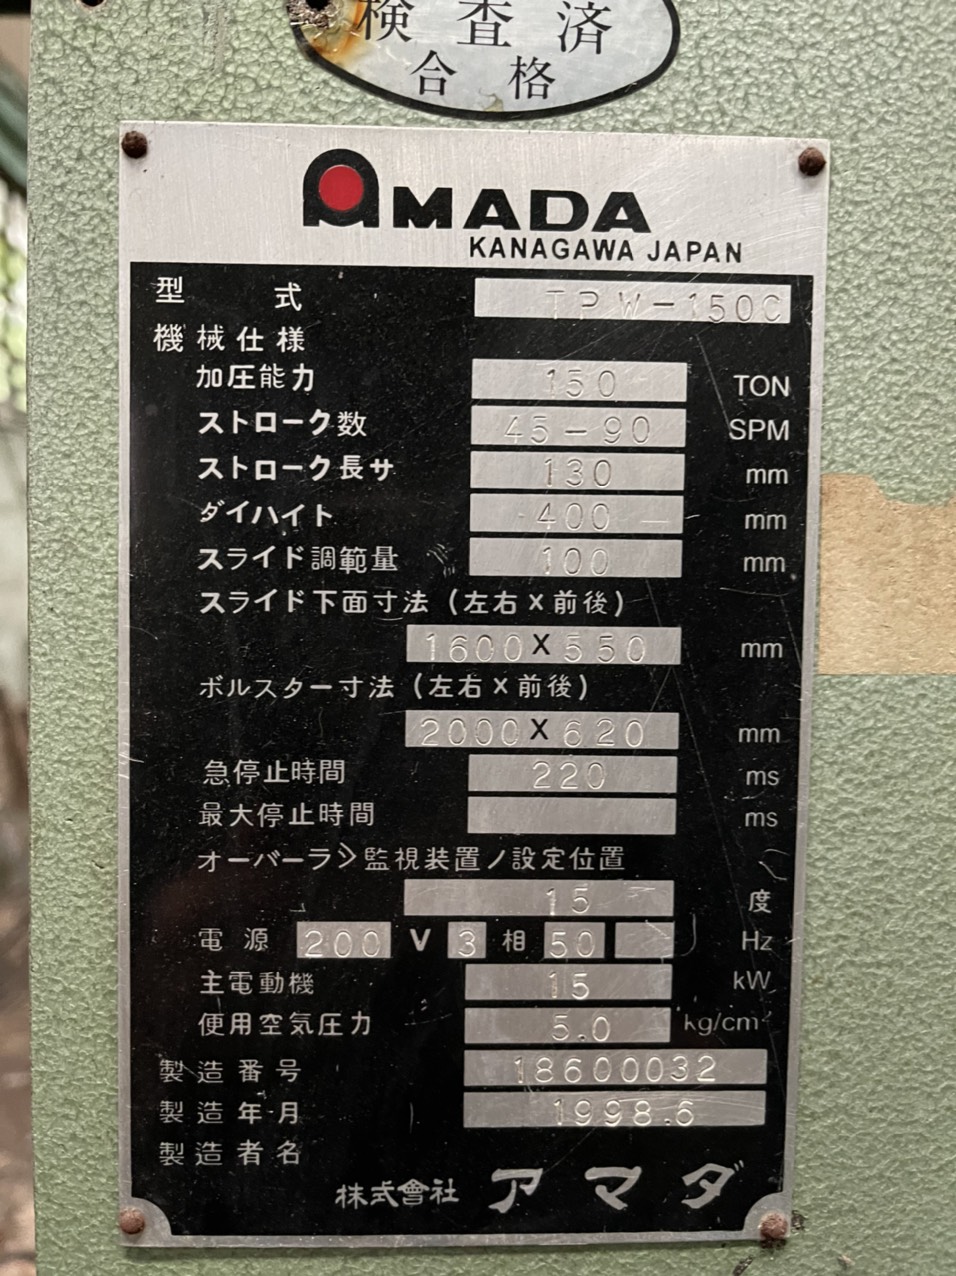 検査済
合格
AMADA
KANAGAWA JAPAN
型式 TPW-150C
機械仕様
加圧能力 150 TON
ストローク数 45-90 SPM
ストローク長サ 130 mm
ダイハイト 400 mm
スライド調範量 100 mm
スライド下面寸法(左右×前後)
1600×550 mm
ボルスター寸法(左右×前後)
2000×620 mm
急停止時間 220 ms
最大停止時間 ms
オーバーラン監視装置ノ設定位置
15 度
電源 200 V 3 相 50 Hz
主電動機 15 kW
使用空気圧力 5.0 kg/cm²
製造番号 18600032
製造年月 1998.6
製造者名
株式會社 アマダ